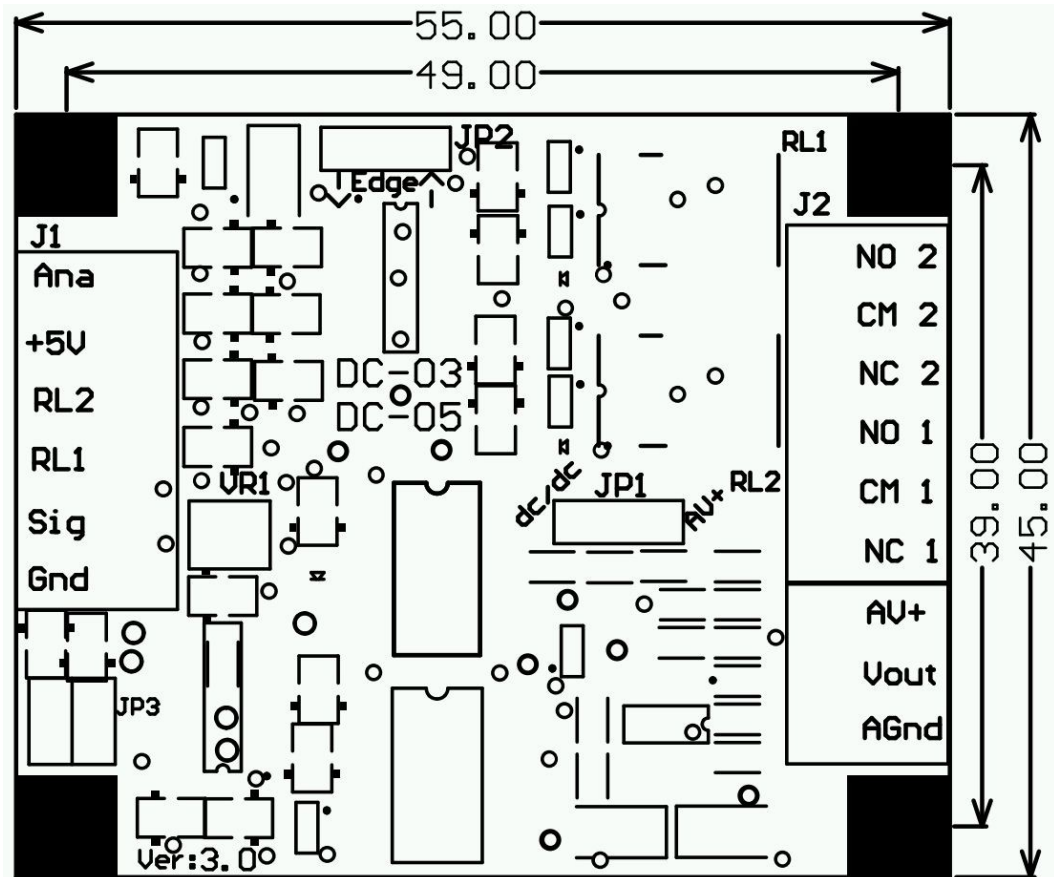 55.00
49.00
JP2
RL1
Edge
J2
J1
Ana
+5V
RL2
RL1
Sig
Gnd
NO 2
CM 2
NC 2
NO 1
CM 1
NC 1
DC-03
DC-05
VR1
dc/dc
JP1
AV+
RL2
39.00
45.00
AV+
Vout
AGnd
JP3
Ver:3.0